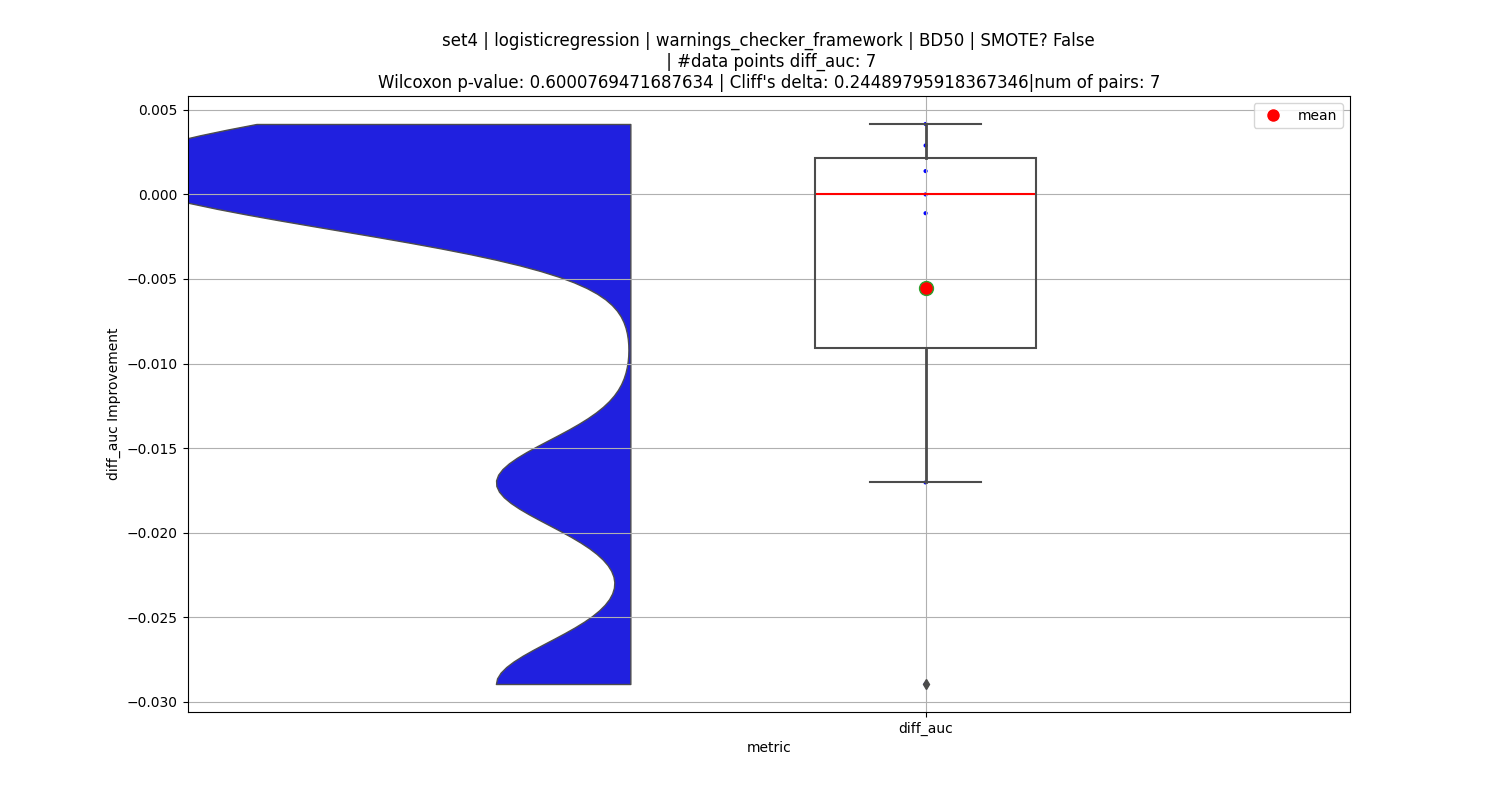 set4 | logisticregression | warnings_checker_framework | BD50 | SMOTE? False
| #data points diff_auc: 7
Wilcoxon p-value: 0.6000769471687634 | Cliff's delta: 0.24489795918367346|num of pairs: 7
mean
0.005
0.000
−0.005
−0.010
−0.015
−0.020
−0.025
−0.030
diff_auc Improvement
diff_auc
metric